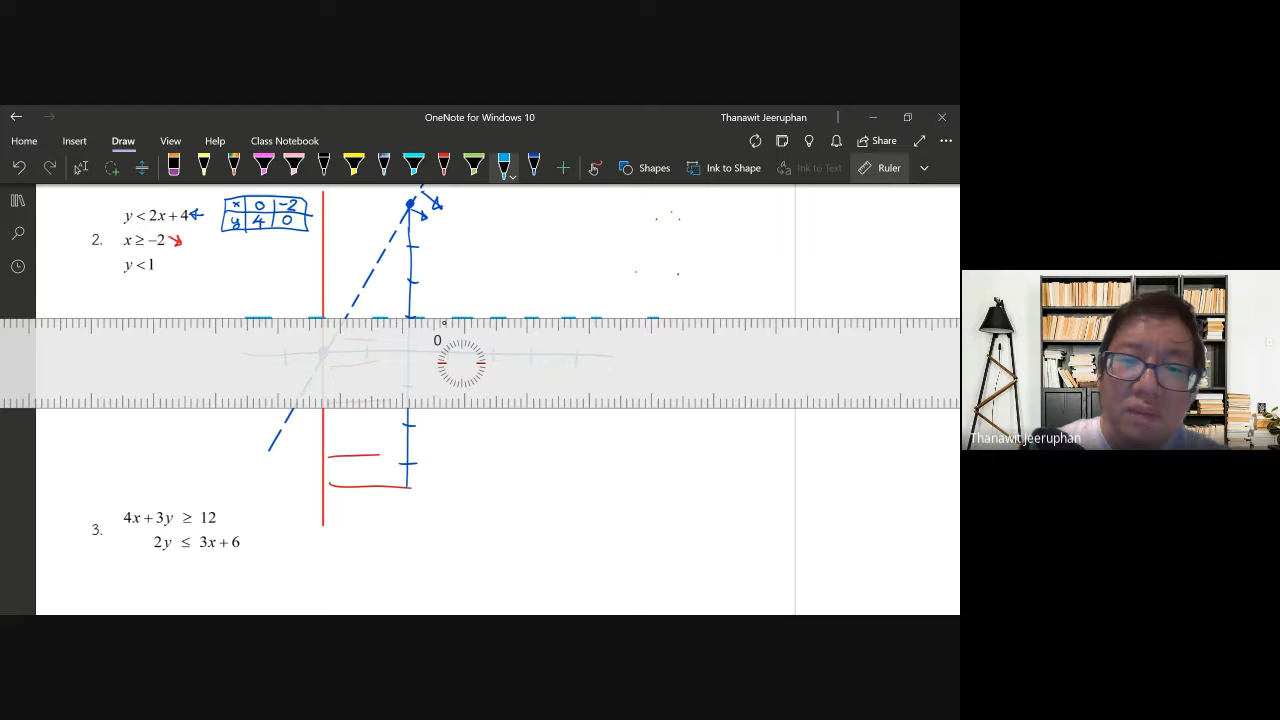 OneNote for Windows 10
Thanawit Jeeruphan
Home Insert Draw View Help Class Notebook
Share
Shapes
Ink to Shape
Ink to Text
Ruler
y < 2x + 4
2. x ≥ −2
y < 1
x 0 −2
y 4 0
0°
3. 4x + 3y ≥ 12
2y ≤ 3x + 6
Thanawit Jeeruphan